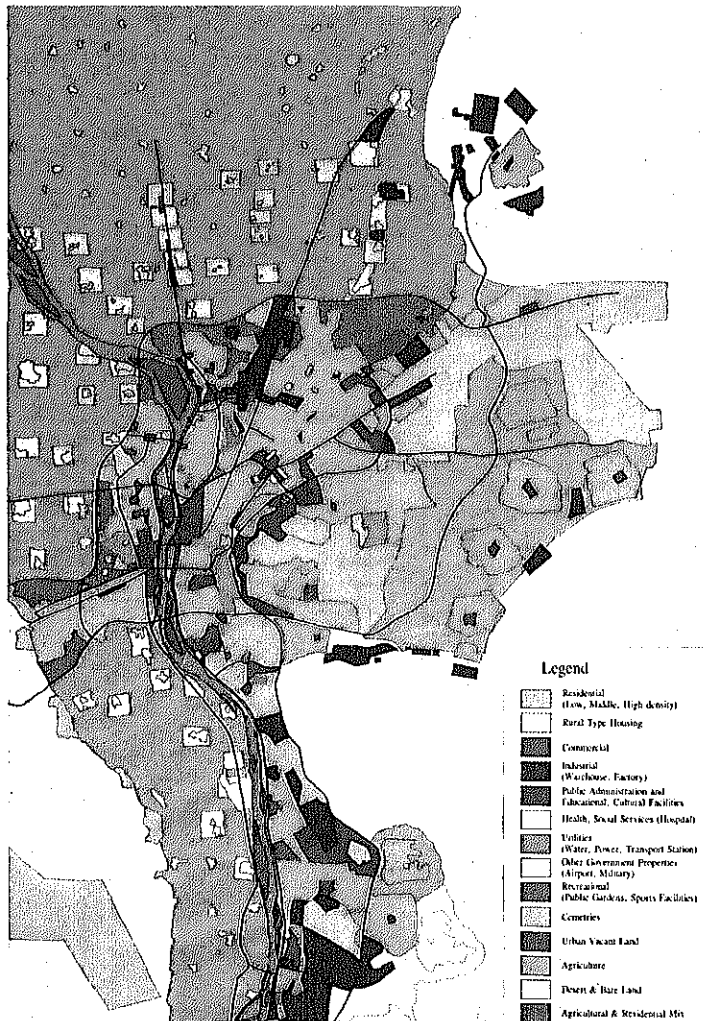 Legend
Residential
(Low, Middle, High density)
Rural Type Housing
Commercial
Industrial
(Warehouse, Factory)
Public Administration and
Educational, Cultural Facilities
Health, Social Services (Hospital)
Utilities
(Water, Power, Transport Station)
Other Government Properties
(Airport, Military)
Recreational
(Public Gardens, Sports Facilities)
Cemetries
Urban Vacant Land
Agriculture
Desert & Bare Land
Agricultural & Residential Mix